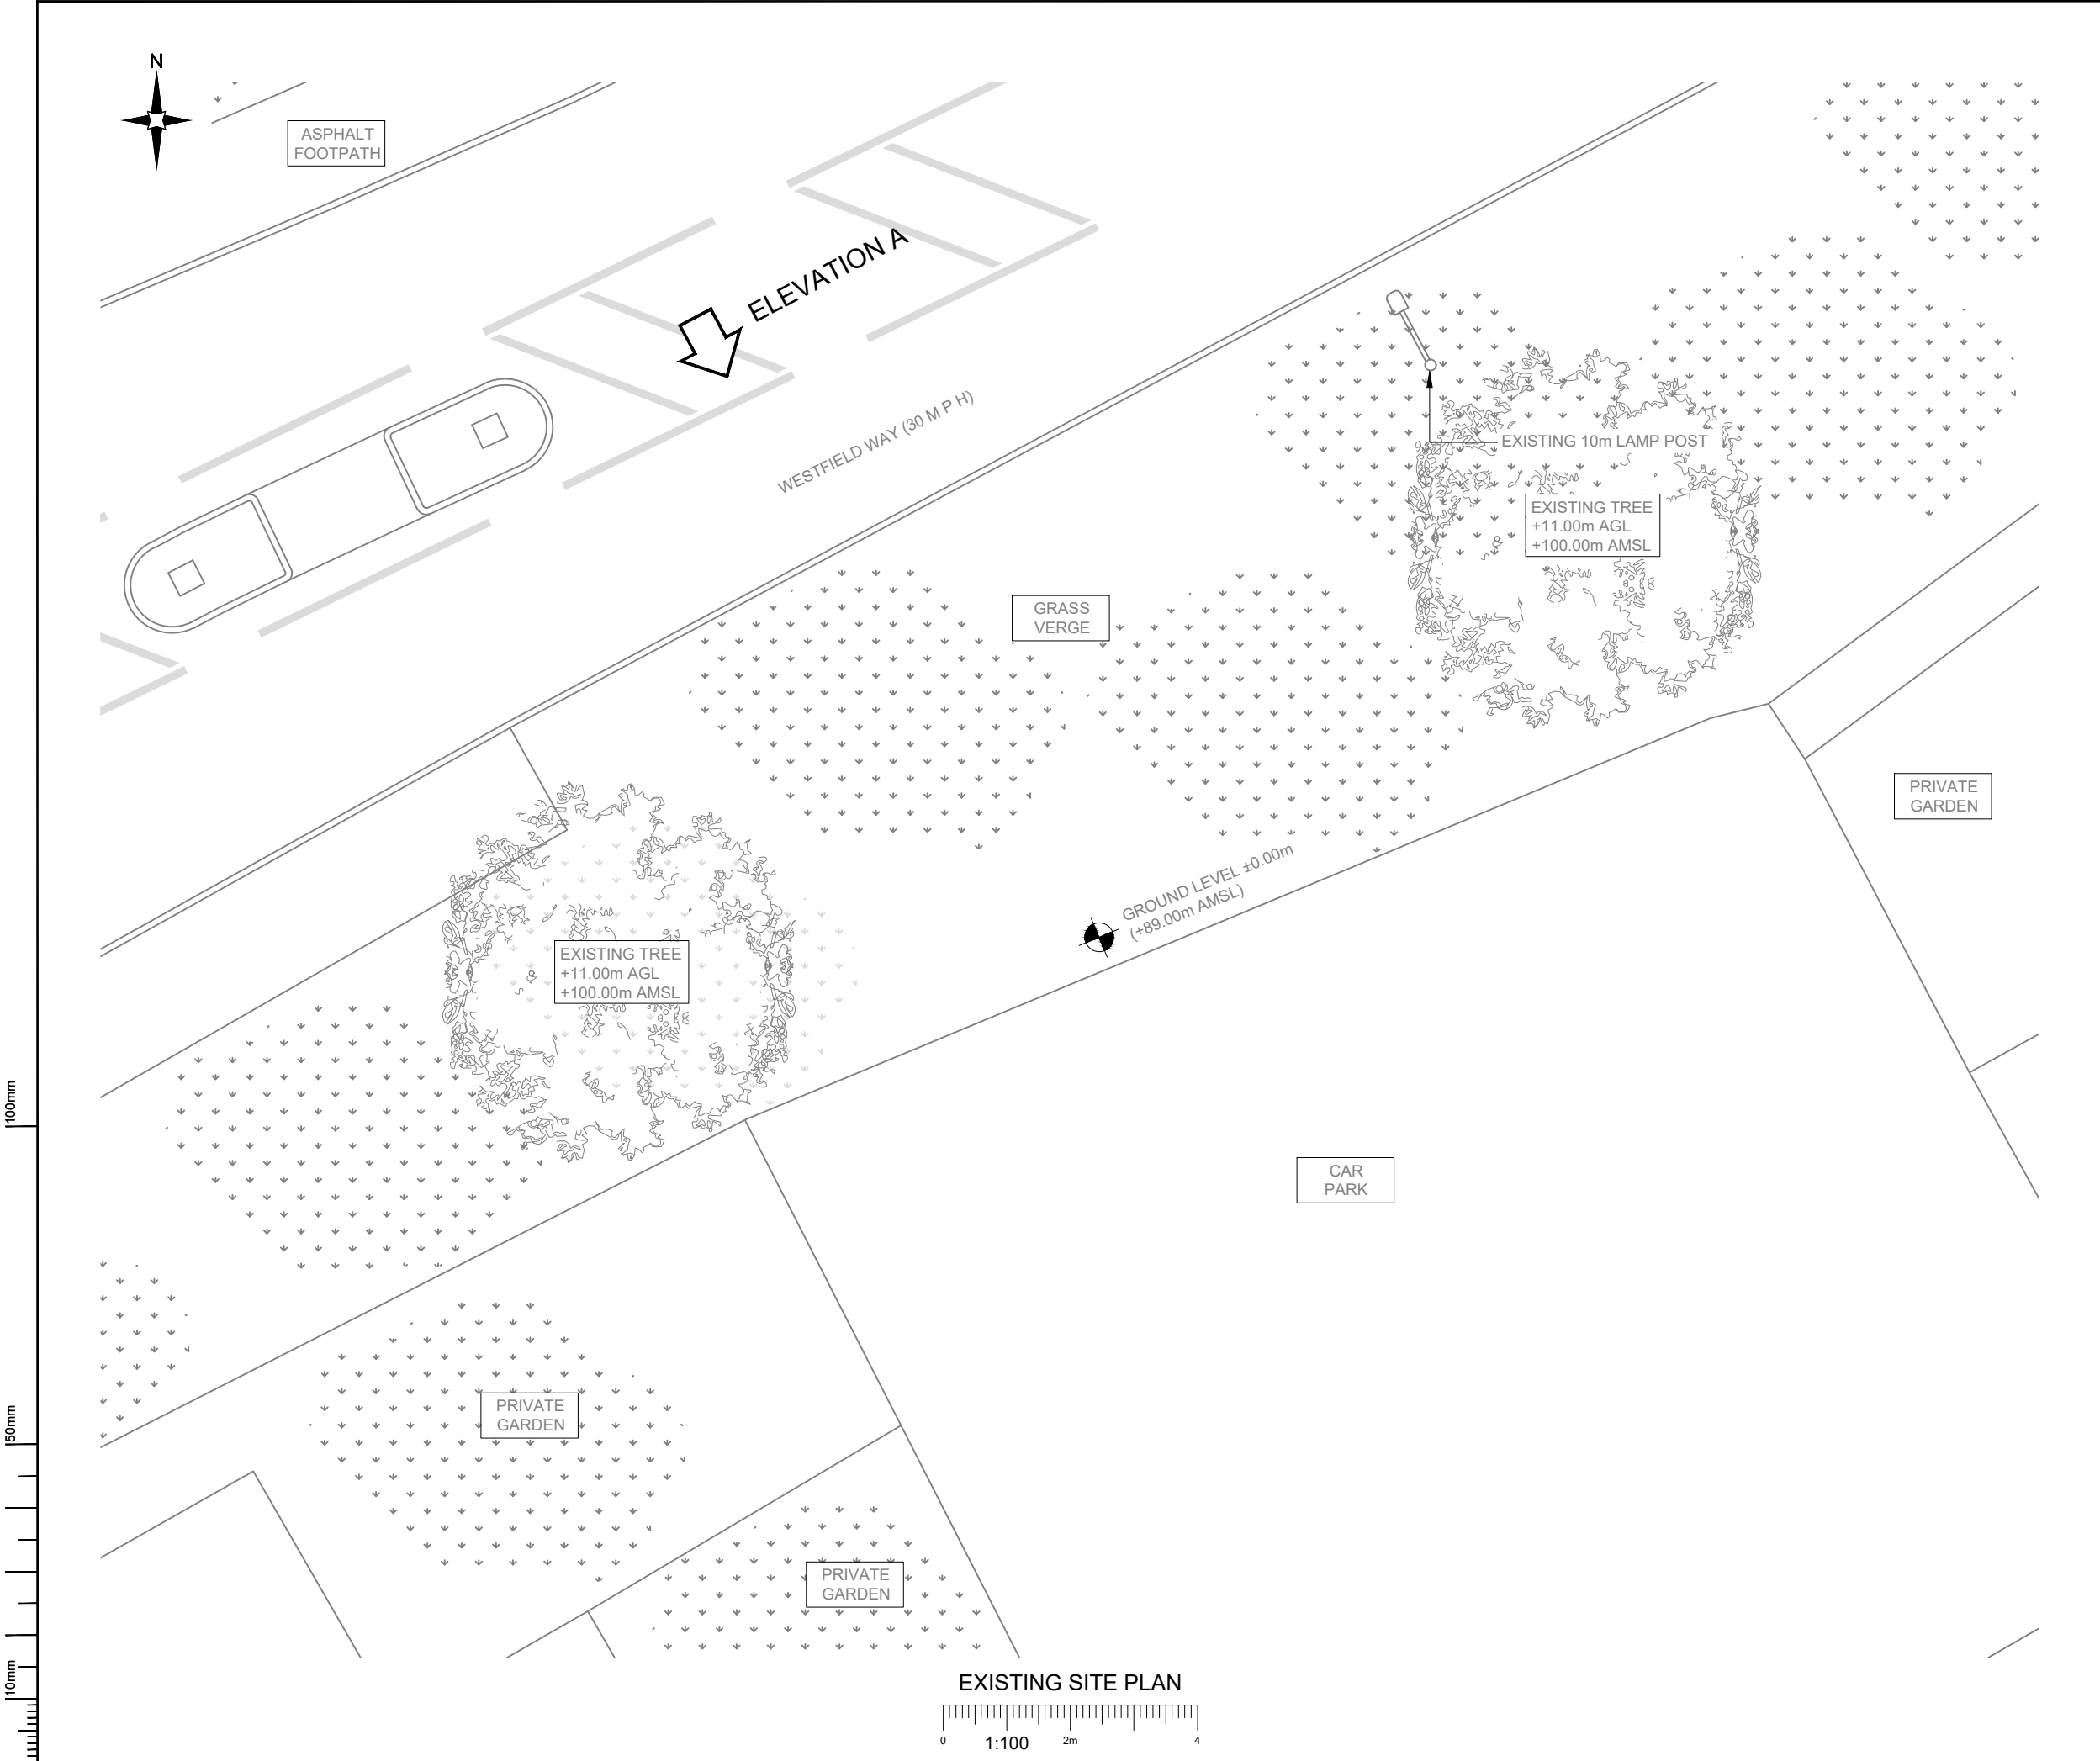 N
ASPHALT
FOOTPATH
ELEVATION A
WESTFIELD WAY (30 M P H)
EXISTING 10m LAMP POST
EXISTING TREE
+11.00m AGL
+100.00m AMSL
GRASS
VERGE
PRIVATE
GARDEN
GROUND LEVEL ±0.00m
(+89.00m AMSL)
EXISTING TREE
+11.00m AGL
+100.00m AMSL
100mm
CAR
PARK
PRIVATE
GARDEN
50mm
PRIVATE
GARDEN
10mm
EXISTING SITE PLAN
0 1:100 2m 4